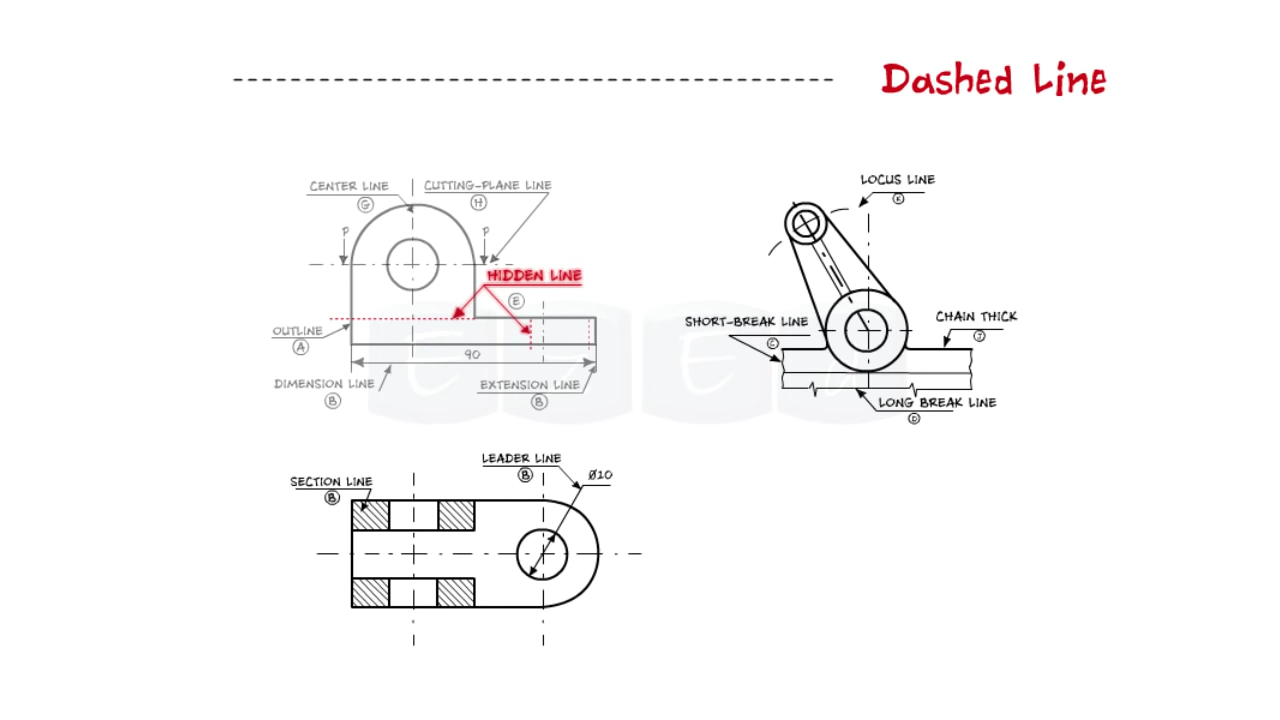 Dashed Line
CENTER LINE
G
CUTTING-PLANE LINE
H
P
P
HIDDEN LINE
E
OUTLINE
A
90
DIMENSION LINE
B
EXTENSION LINE
B
LOCUS LINE
K
SHORT-BREAK LINE
C
CHAIN THICK
J
LONG BREAK LINE
D
LEADER LINE
B
Ø10
SECTION LINE
B